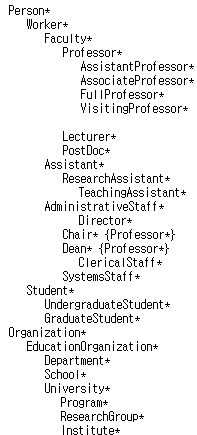 Person*
Worker*
Faculty*
Professor*
AssistantProfessor*
AssociateProfessor*
FullProfessor*
VisitingProfessor*
Lecturer*
PostDoc*
Assistant*
ResearchAssistant*
TeachingAssistant*
AdministrativeStaff*
Director*
Chair* {Professor*}
Dean* {Professor*}
ClericalStaff*
SystemsStaff*
Student*
UndergraduateStudent*
GraduateStudent*
Organization*
EducationOrganization*
Department*
School*
University*
Program*
ResearchGroup*
Institute*